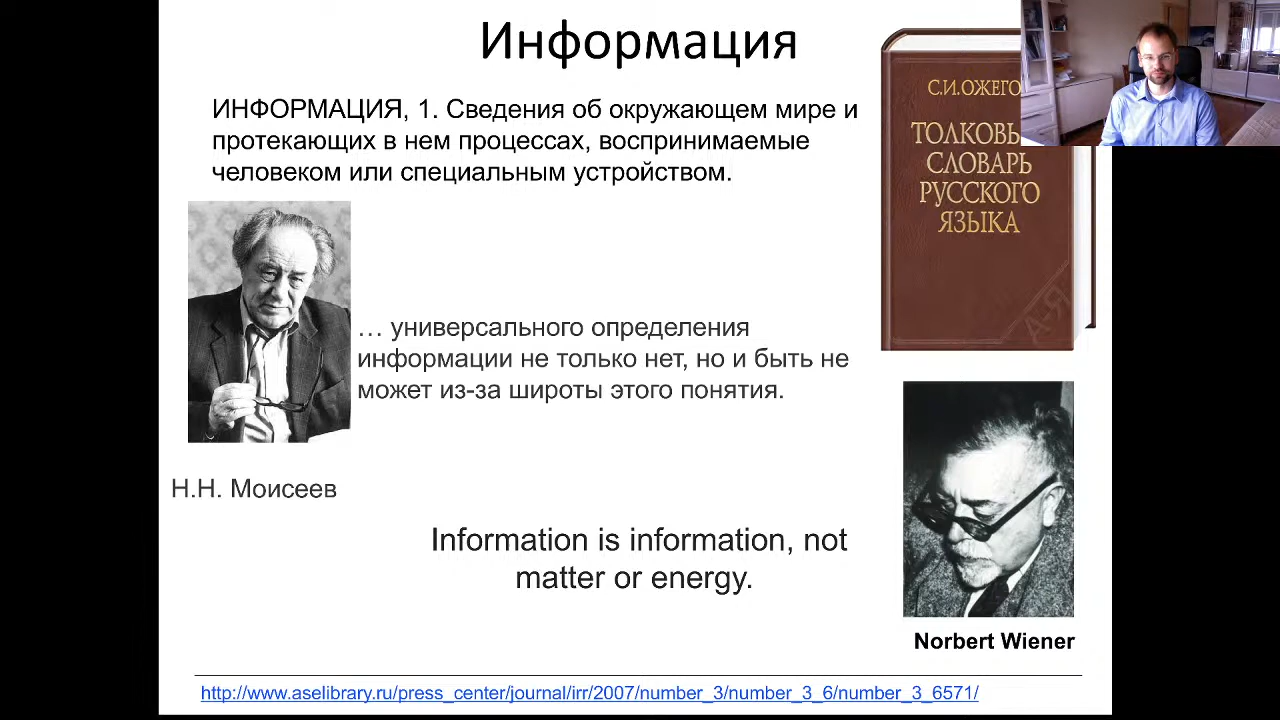 Информация
ИНФОРМАЦИЯ, 1. Сведения об окружающем мире и
протекающих в нем процессах, воспринимаемые
человеком или специальным устройством.
С.И.ОЖЕГО
ТОЛКОВЫ
СЛОВАРЬ
РУССКОГО
ЯЗЫКА
А-Я
… универсального определения
информации не только нет, но и быть не
может из-за широты этого понятия.
Н.Н. Моисеев
Information is information, not
matter or energy.
Norbert Wiener
http://www.aselibrary.ru/press_center/journal/irr/2007/number_3/number_3_6/number_3_6571/